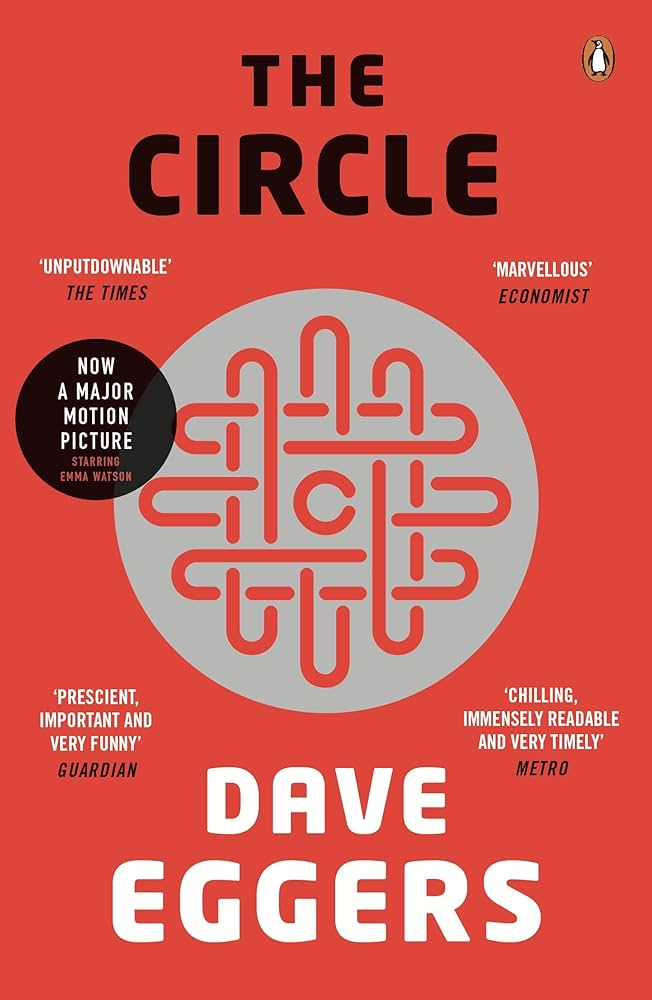 THE
CIRCLE
‘UNPUTDOWNABLE’
THE TIMES
‘MARVELLOUS’
ECONOMIST
NOW
A MAJOR
MOTION
PICTURE
STARRING
EMMA WATSON
C
‘PRESCIENT,
IMPORTANT AND
VERY FUNNY’
GUARDIAN
‘CHILLING,
IMMENSELY READABLE
AND VERY TIMELY’
METRO
DAVE
EGGERS